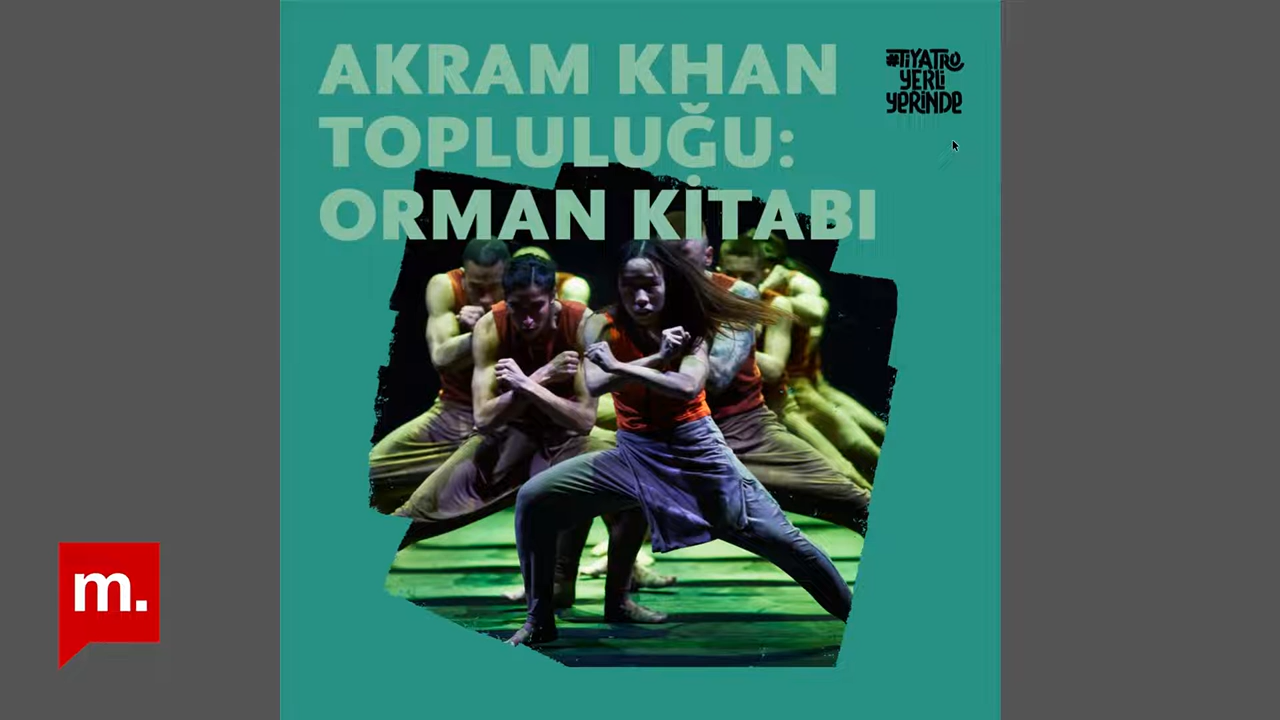 AKRAM KHAN
TOPLULUĞU:
ORMAN KİTABI
#TİYATRO
YERLİ
YERİNDE
m.